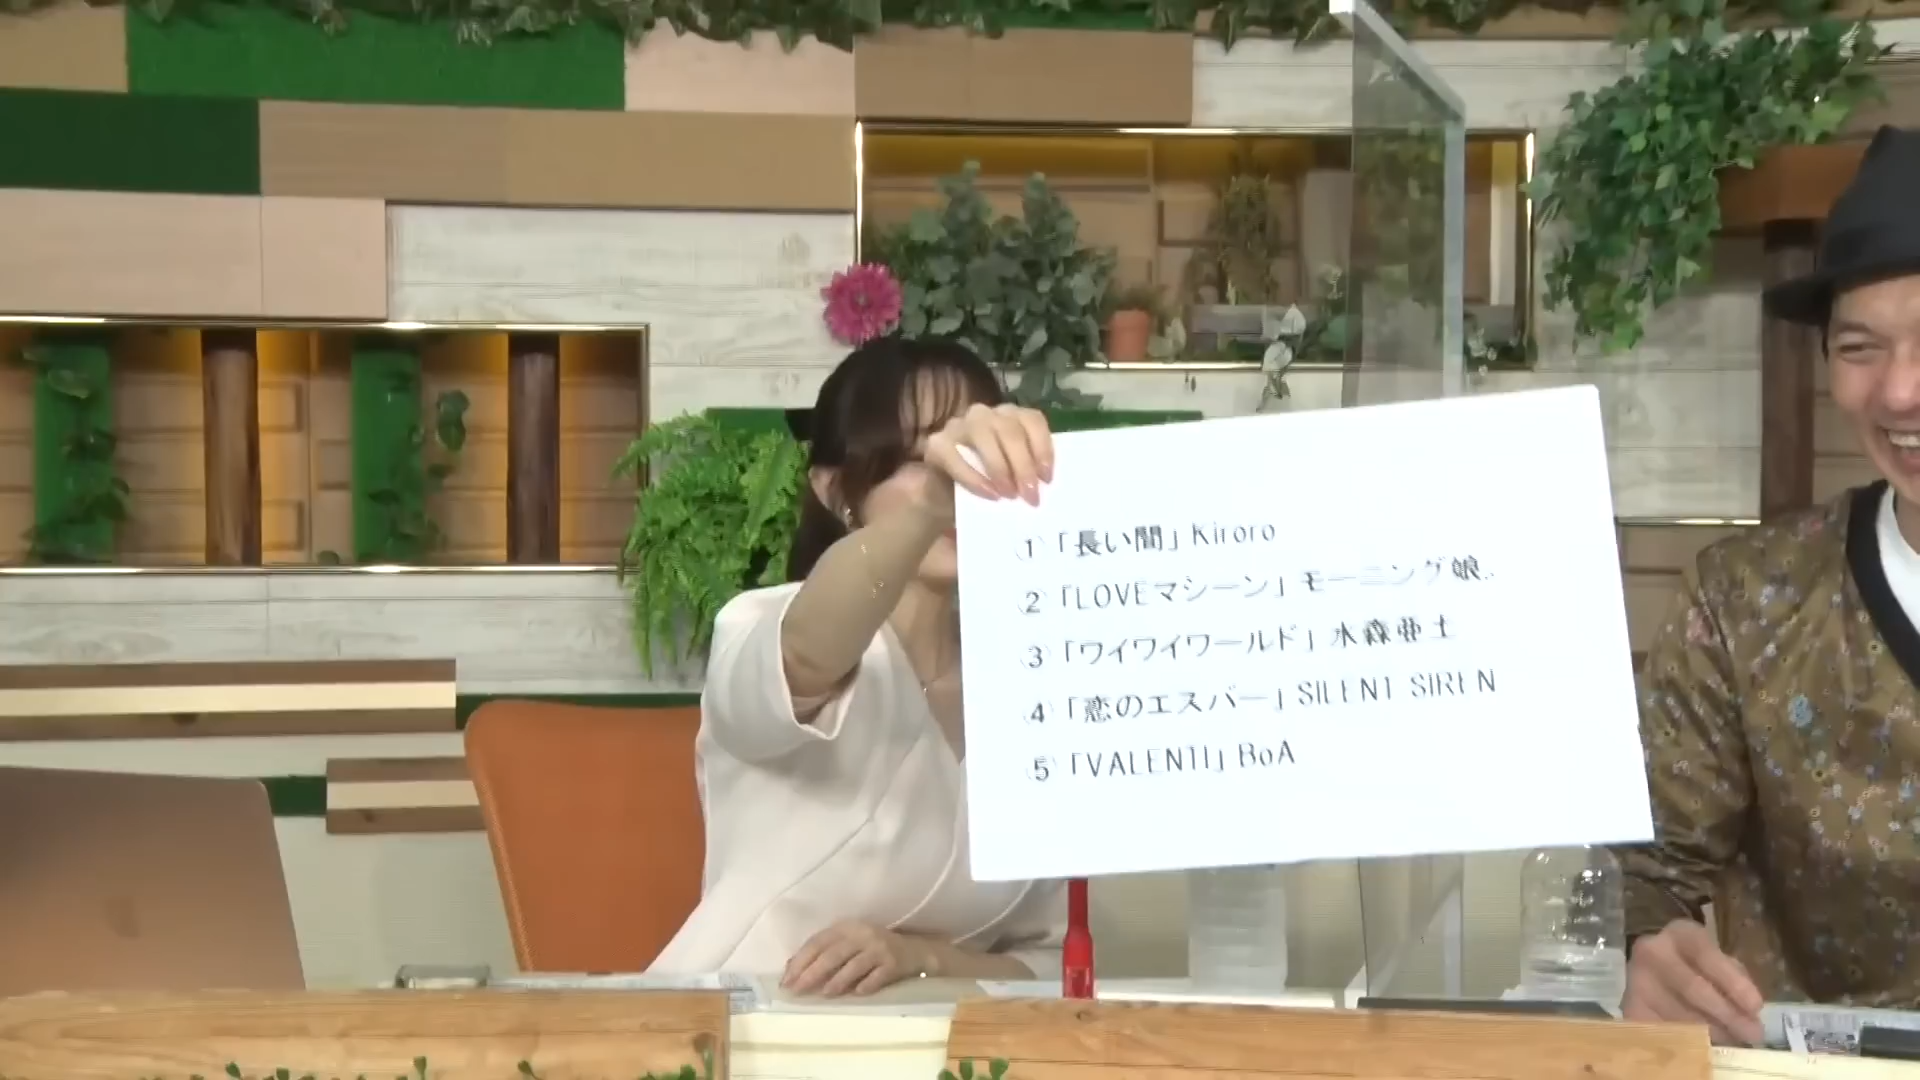 ①「長い間」Kiroro
②「LOVEマシーン」モーニング娘。
③「ワイワイワールド」水森亜土
④「恋のエスパー」SILENT SIREN
⑤「VALENTI」BoA